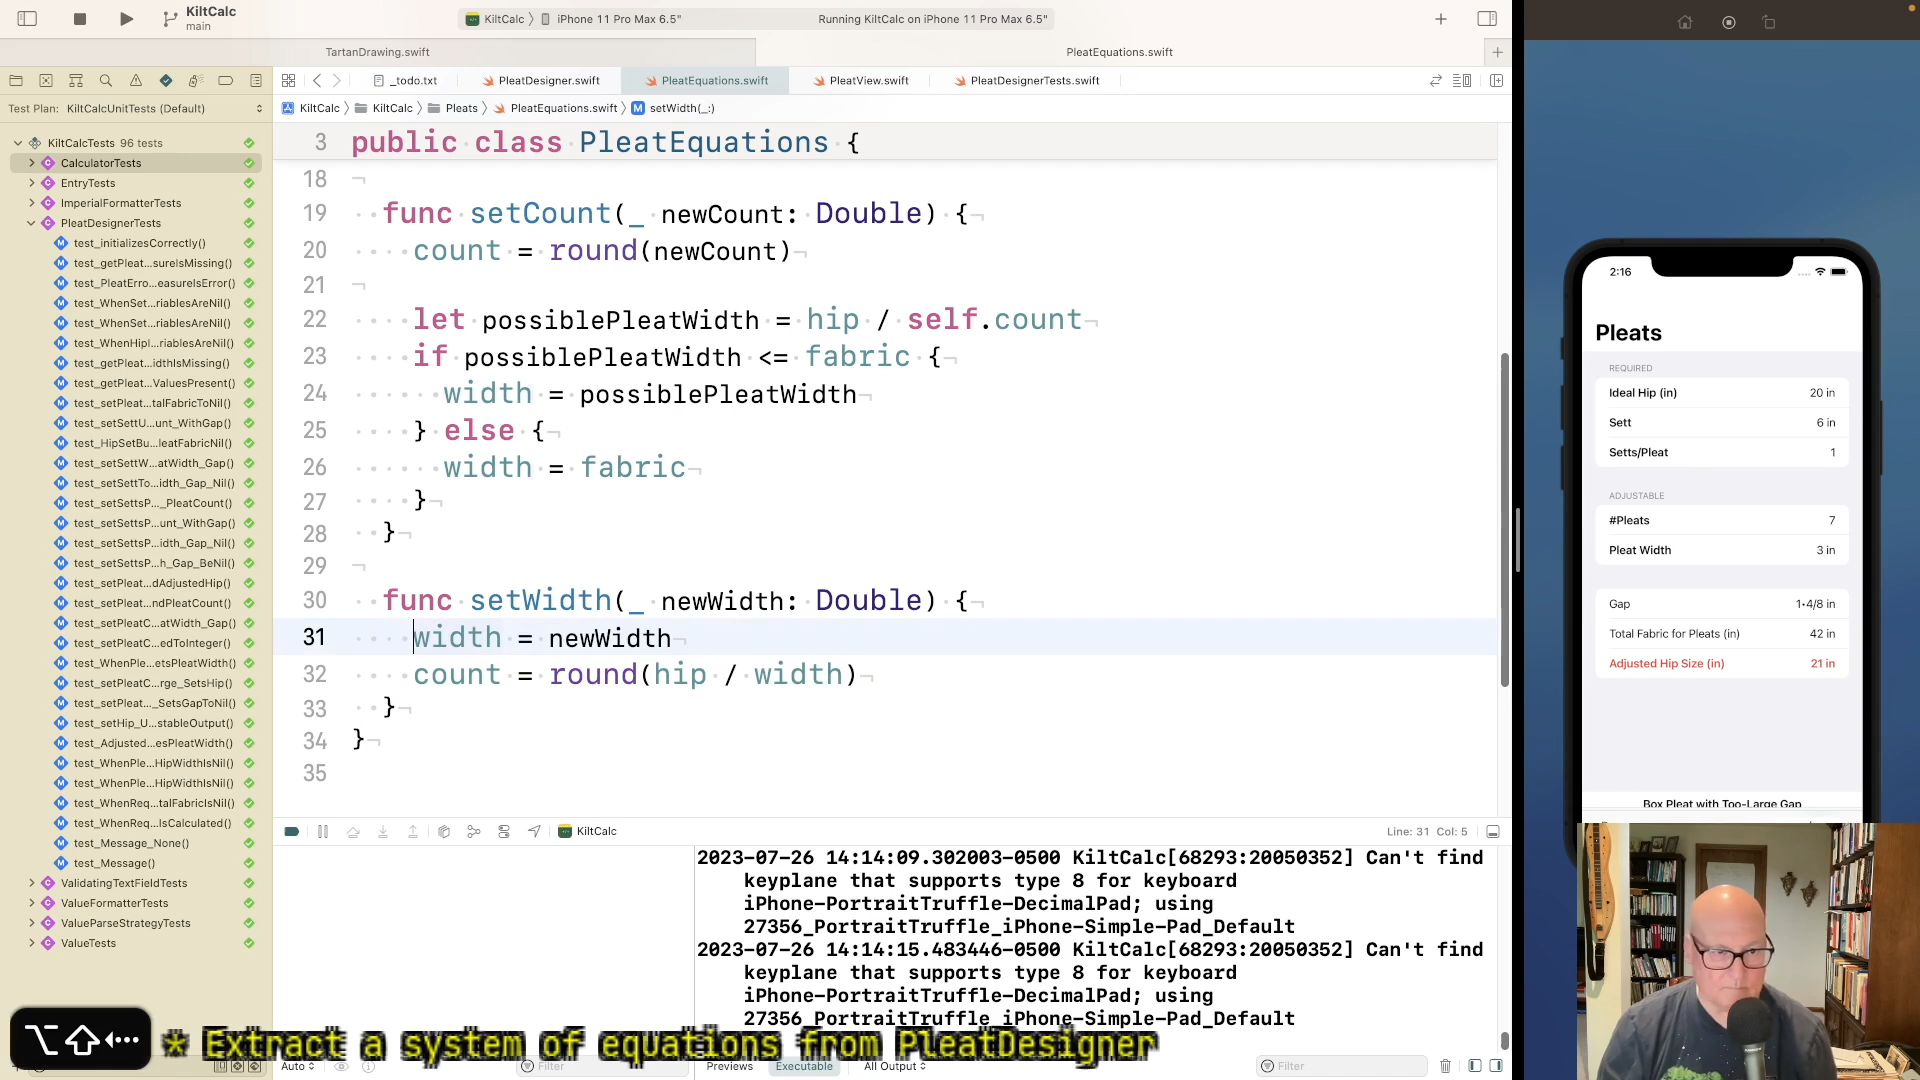 KiltCalc
main
KiltCalc 〉 iPhone 11 Pro Max 6.5"
Running KiltCalc on iPhone 11 Pro Max 6.5"
TartanDrawing.swift
PleatEquations.swift
_todo.txt
PleatDesigner.swift
PleatEquations.swift
PleatView.swift
PleatDesignerTests.swift
Test Plan: KiltCalcUnitTests (Default)
KiltCalc 〉 KiltCalc 〉 Pleats 〉 PleatEquations.swift 〉 M setWidth(_:)
KiltCalcTests 96 tests
CalculatorTests
EntryTests
ImperialFormatterTests
PleatDesignerTests
test_initializesCorrectly()
test_getPleat...sureIsMissing()
test_PleatErro...easureIsError()
test_WhenSet...riablesAreNil()
test_WhenSet...riablesAreNil()
test_WhenHipI...riablesAreNil()
test_getPleat...idthIsMissing()
test_getPleat...ValuesPresent()
test_setPleat...talFabricToNil()
test_setSettU...unt_WithGap()
test_HipSetBu...leatFabricNil()
test_setSettW...atWidth_Gap()
test_setSettTo...idth_Gap_Nil()
test_setSettsP..._PleatCount()
test_setSettsP...unt_WithGap()
test_setSettsP...idth_Gap_Nil()
test_setSettsP...h_Gap_BeNil()
test_setPleat...dAdjustedHip()
test_setPleat...ndPleatCount()
test_setPleatC...atWidth_Gap()
test_setPleatC...edToInteger()
test_WhenPle...etsPleatWidth()
test_setPleatC...rge_SetsHip()
test_setPleat..._SetsGapToNil()
test_setHip_U...stableOutput()
test_Adjusted...esPleatWidth()
test_WhenPle...HipWidthIsNil()
test_WhenPle...HipWidthIsNil()
test_WhenReq...talFabricIsNil()
test_WhenReq...IsCalculated()
test_Message_None()
test_Message()
ValidatingTextFieldTests
ValueFormatterTests
ValueParseStrategyTests
ValueTests
3 public class PleatEquations {
18
19 func setCount(_ newCount: Double) {
20 count = round(newCount)
21
22 let possiblePleatWidth = hip / self.count
23 if possiblePleatWidth <= fabric {
24 width = possiblePleatWidth
25 } else {
26 width = fabric
27 }
28 }
29
30 func setWidth(_ newWidth: Double) {
31 width = newWidth
32 count = round(hip / width)
33 }
34 }
35
KiltCalc
Line: 31 Col: 5
2023-07-26 14:14:09.302003-0500 KiltCalc[68293:20050352] Can't find
keyplane that supports type 8 for keyboard
iPhone-PortraitTruffle-DecimalPad; using
27356_PortraitTruffle_iPhone-Simple-Pad_Default
2023-07-26 14:14:15.483446-0500 KiltCalc[68293:20050352] Can't find
keyplane that supports type 8 for keyboard
iPhone-PortraitTruffle-DecimalPad; using
27356_PortraitTruffle_iPhone-Simple-Pad_Default
⌥⇧⇠⋯
* Extract a system of equations from PleatDesigner
Auto
Filter
Previews
Executable
All Output
Filter
2:16
Pleats
REQUIRED
Ideal Hip (in) 20 in
Sett 6 in
Setts/Pleat 1
ADJUSTABLE
#Pleats 7
Pleat Width 3 in
Gap 1•4/8 in
Total Fabric for Pleats (in) 42 in
Adjusted Hip Size (in) 21 in
Box Pleat with Too-Large Gap